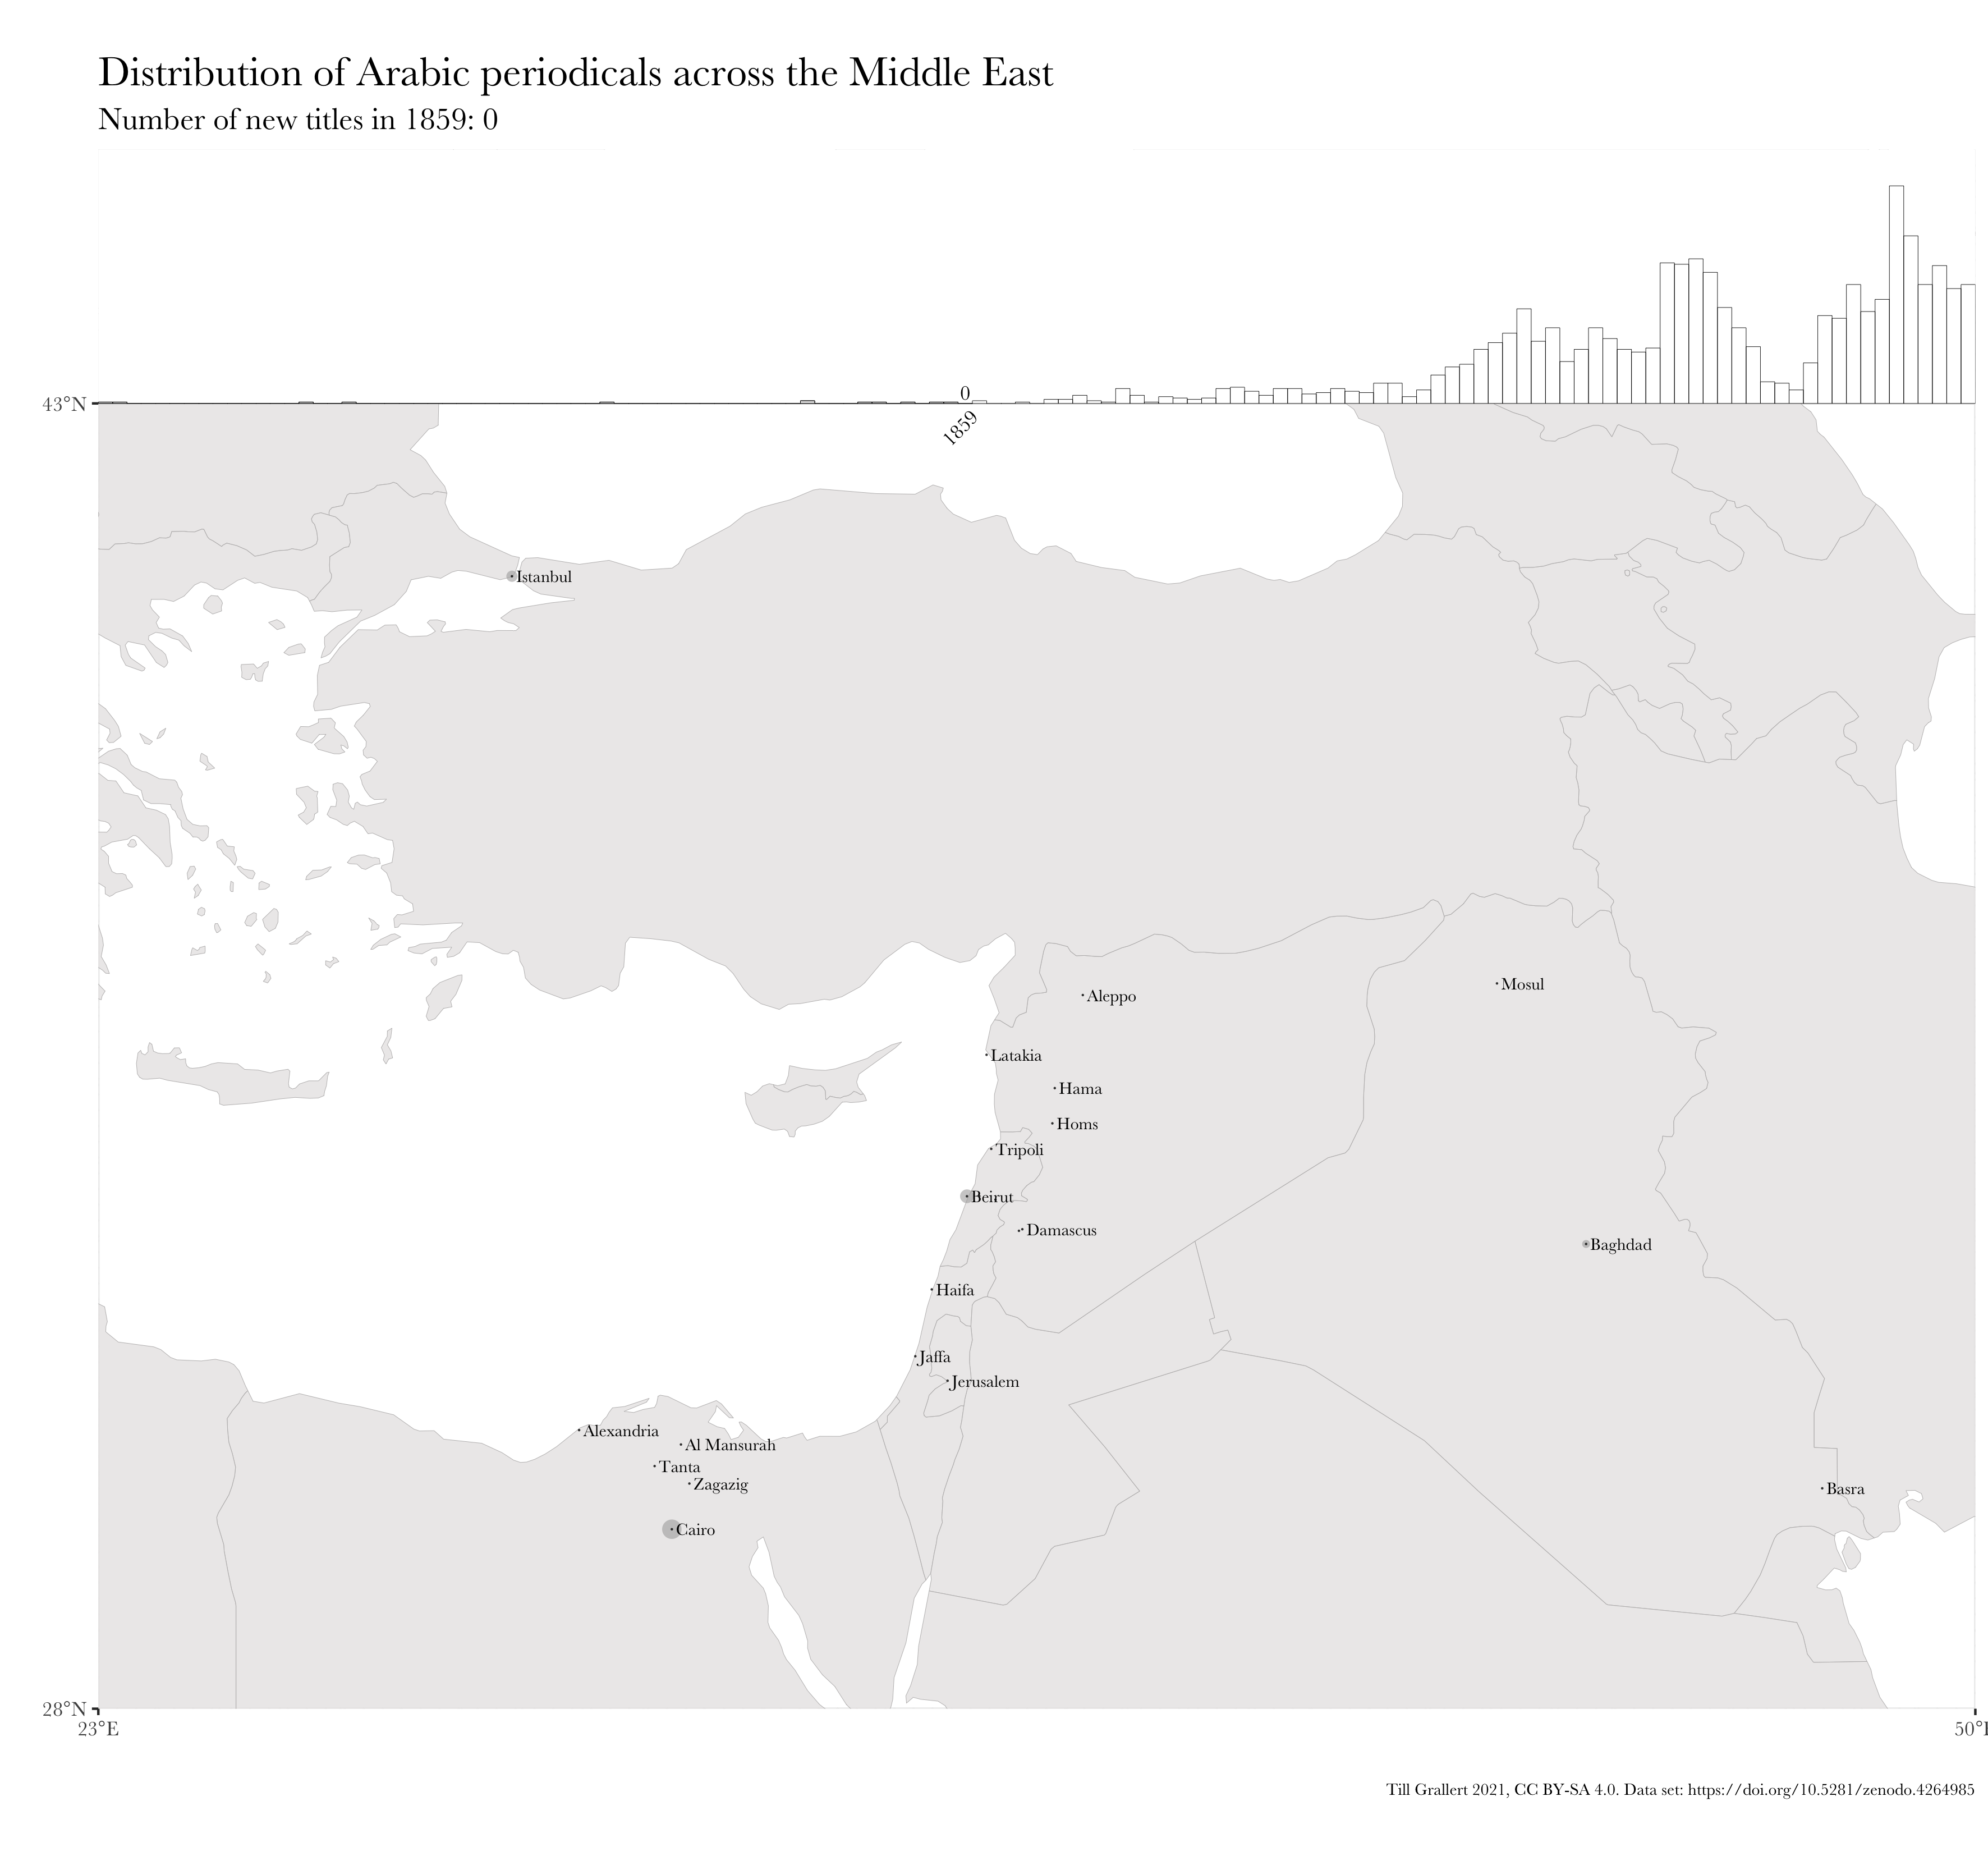 Distribution of Arabic periodicals across the Middle East
Number of new titles in 1859: 0
0
43°N
1859
Istanbul
Mosul
Aleppo
Latakia
Hama
Homs
Tripoli
Beirut
Damascus
Baghdad
Haifa
Jaffa
Jerusalem
Alexandria
Al Mansurah
Tanta
Zagazig
Basra
Cairo
28°N
23°E
50°
Till Grallert 2021, CC BY-SA 4.0. Data set: https://doi.org/10.5281/zenodo.4264985